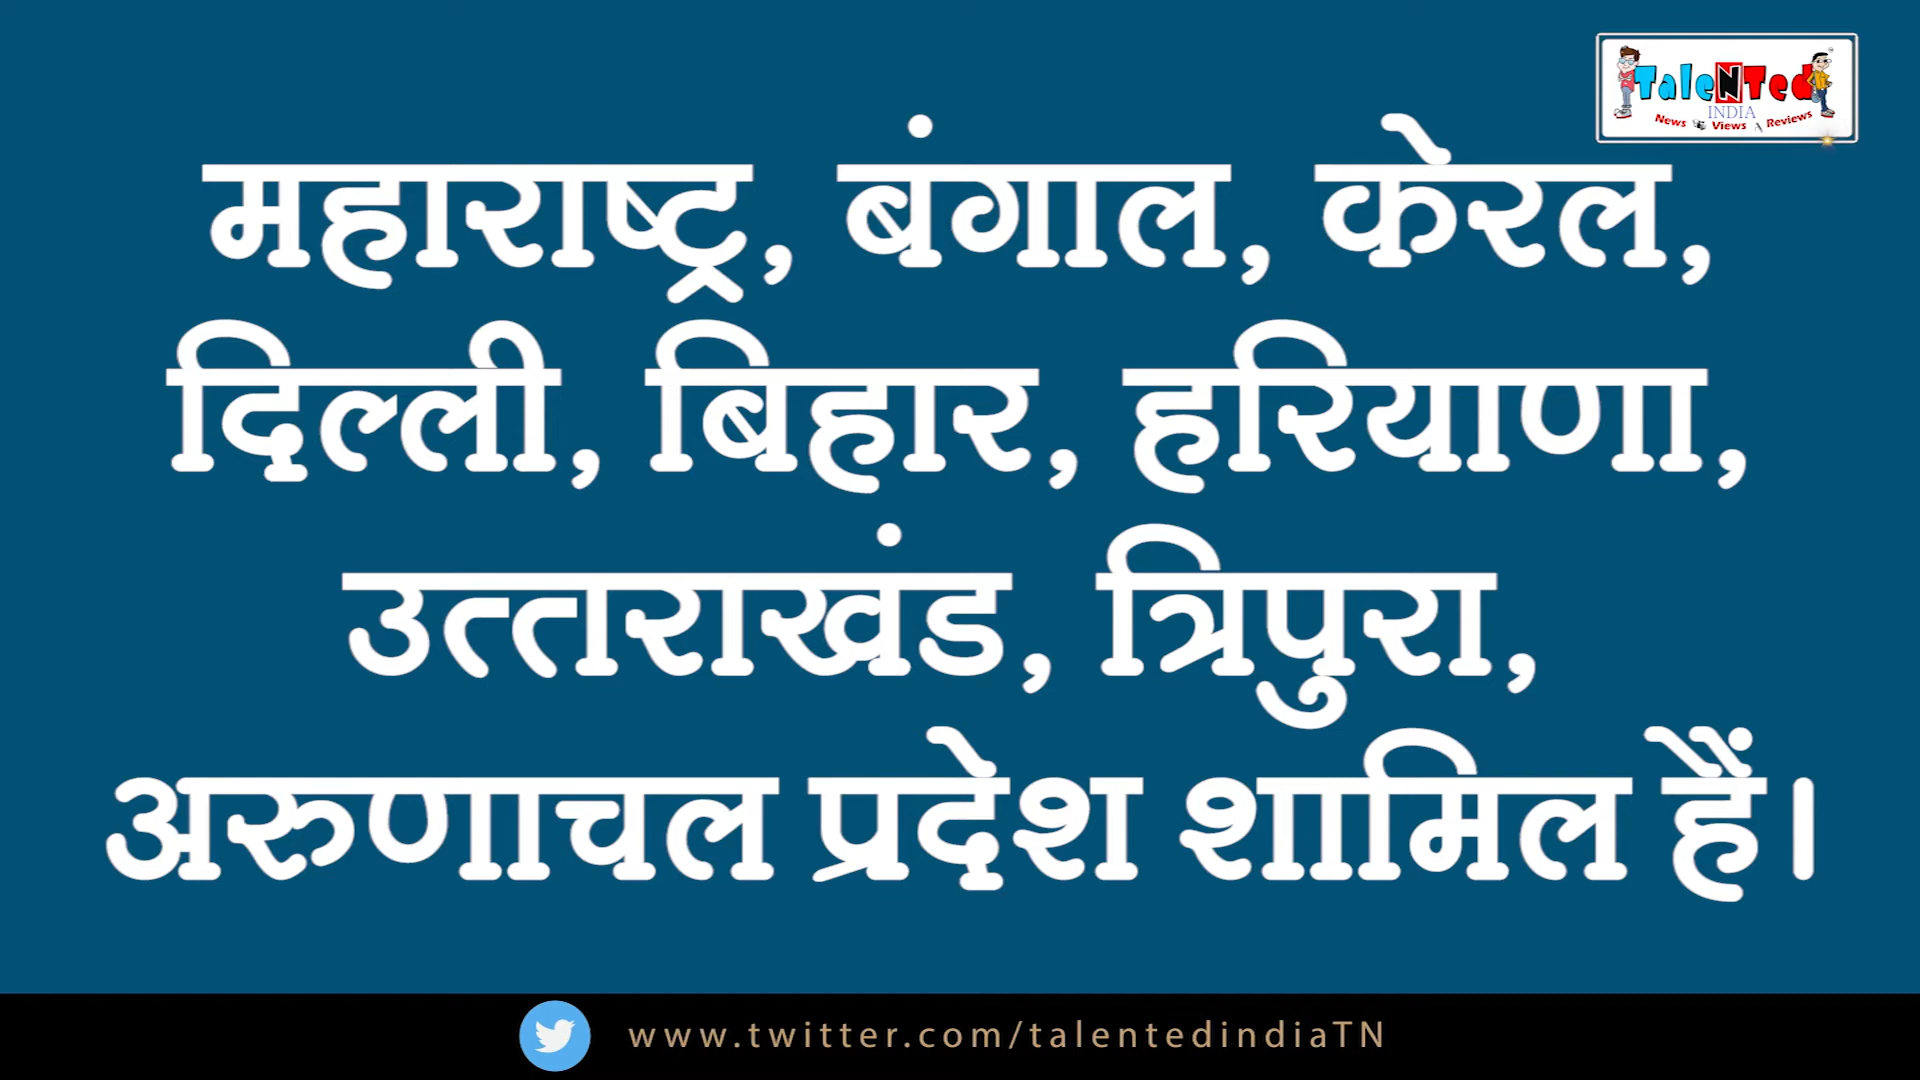 TaleNTed
INDIA
News Views Reviews
महाराष्ट्र, बंगाल, केरल,
दिल्ली, बिहार, हरियाणा,
उत्तराखंड, त्रिपुरा,
अरुणाचल प्रदेश शामिल हैं।
www.twitter.com/talentedindiaTN